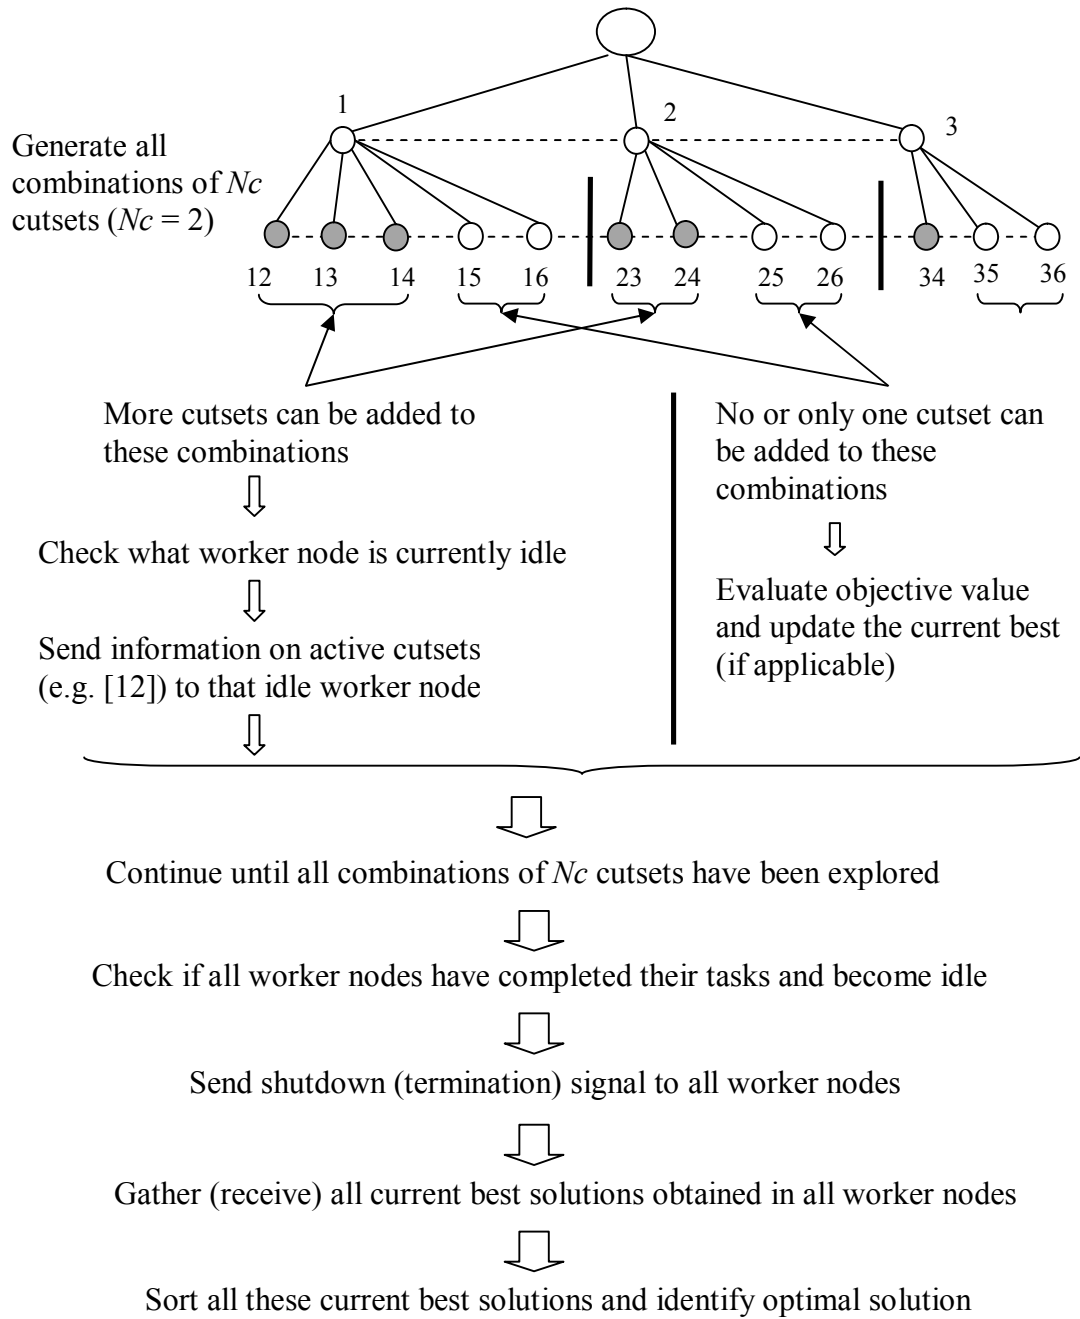 1
2
3
Generate all
combinations of Nc
cutsets (Nc = 2)
12 13 14 15 16 23 24 25 26 34 35 36
More cutsets can be added to
these combinations
Check what worker node is currently idle
Send information on active cutsets
(e.g. [12]) to that idle worker node
No or only one cutset can
be added to these
combinations
Evaluate objective value
and update the current best
(if applicable)
Continue until all combinations of Nc cutsets have been explored
Check if all worker nodes have completed their tasks and become idle
Send shutdown (termination) signal to all worker nodes
Gather (receive) all current best solutions obtained in all worker nodes
Sort all these current best solutions and identify optimal solution